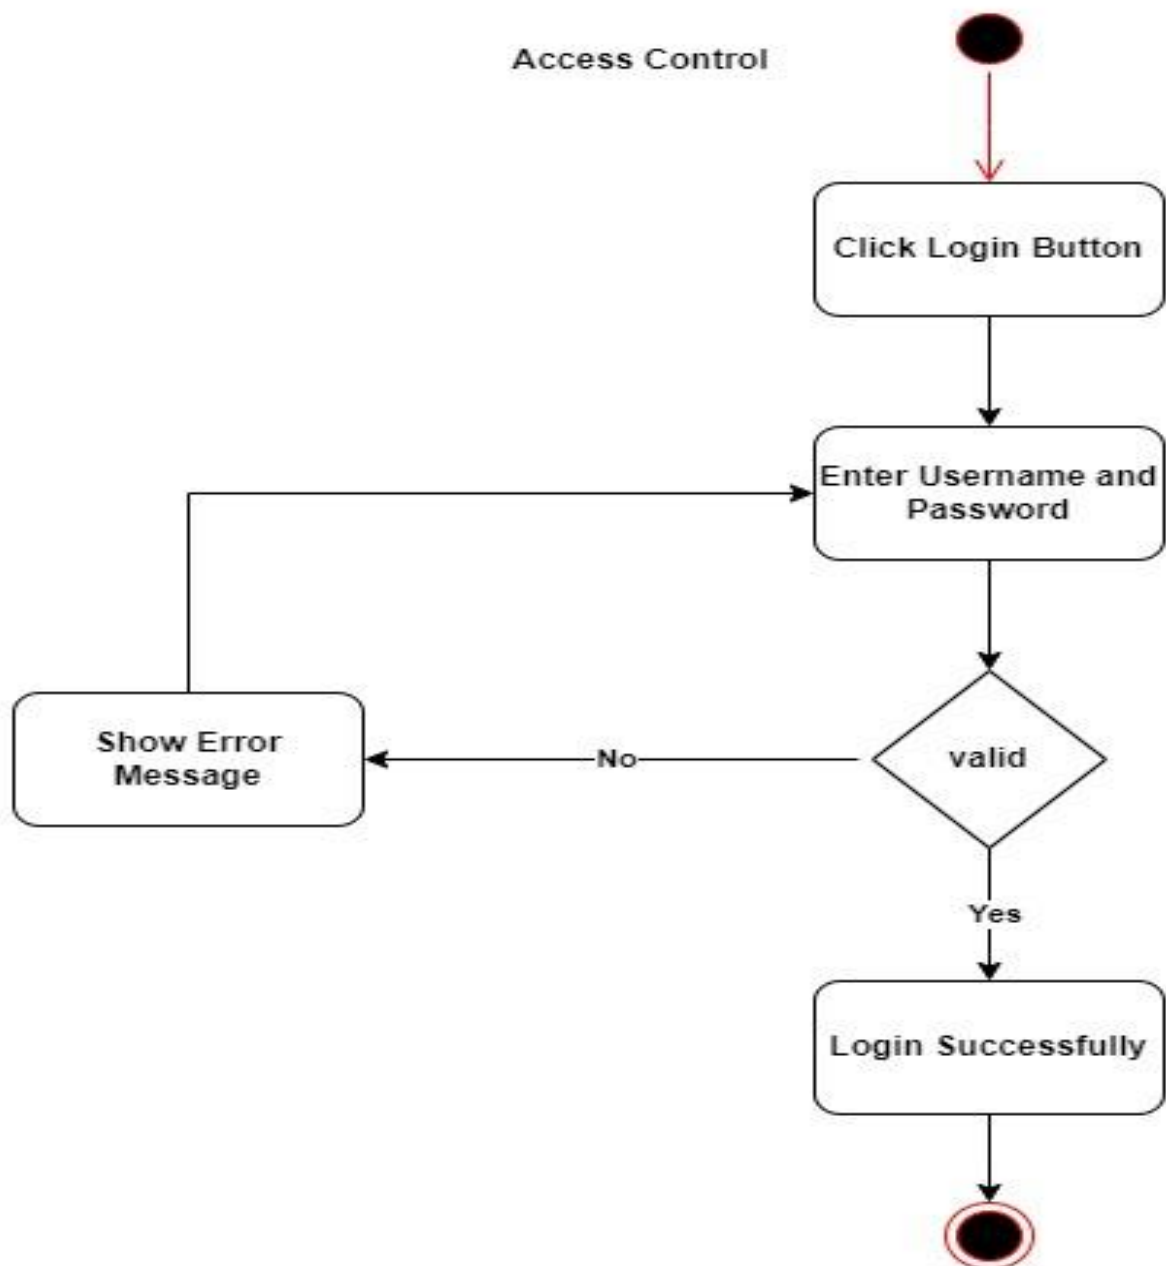 Access Control
Click Login Button
Enter Username and
Password
Show Error
Message
No
valid
Yes
Login Successfully